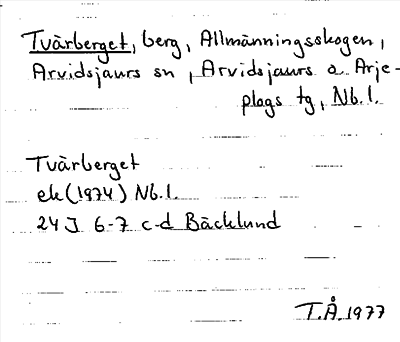 Tvärberget, berg, Allmänningsskogen,
Arvidsjaurs sn, Arvidsjaurs o. Arje-
plogs tg, Nb. l.
Tvärberget
ek (1974) Nb. l.
24 J 6-7 c-d Bäcklund
T.Å. 1977